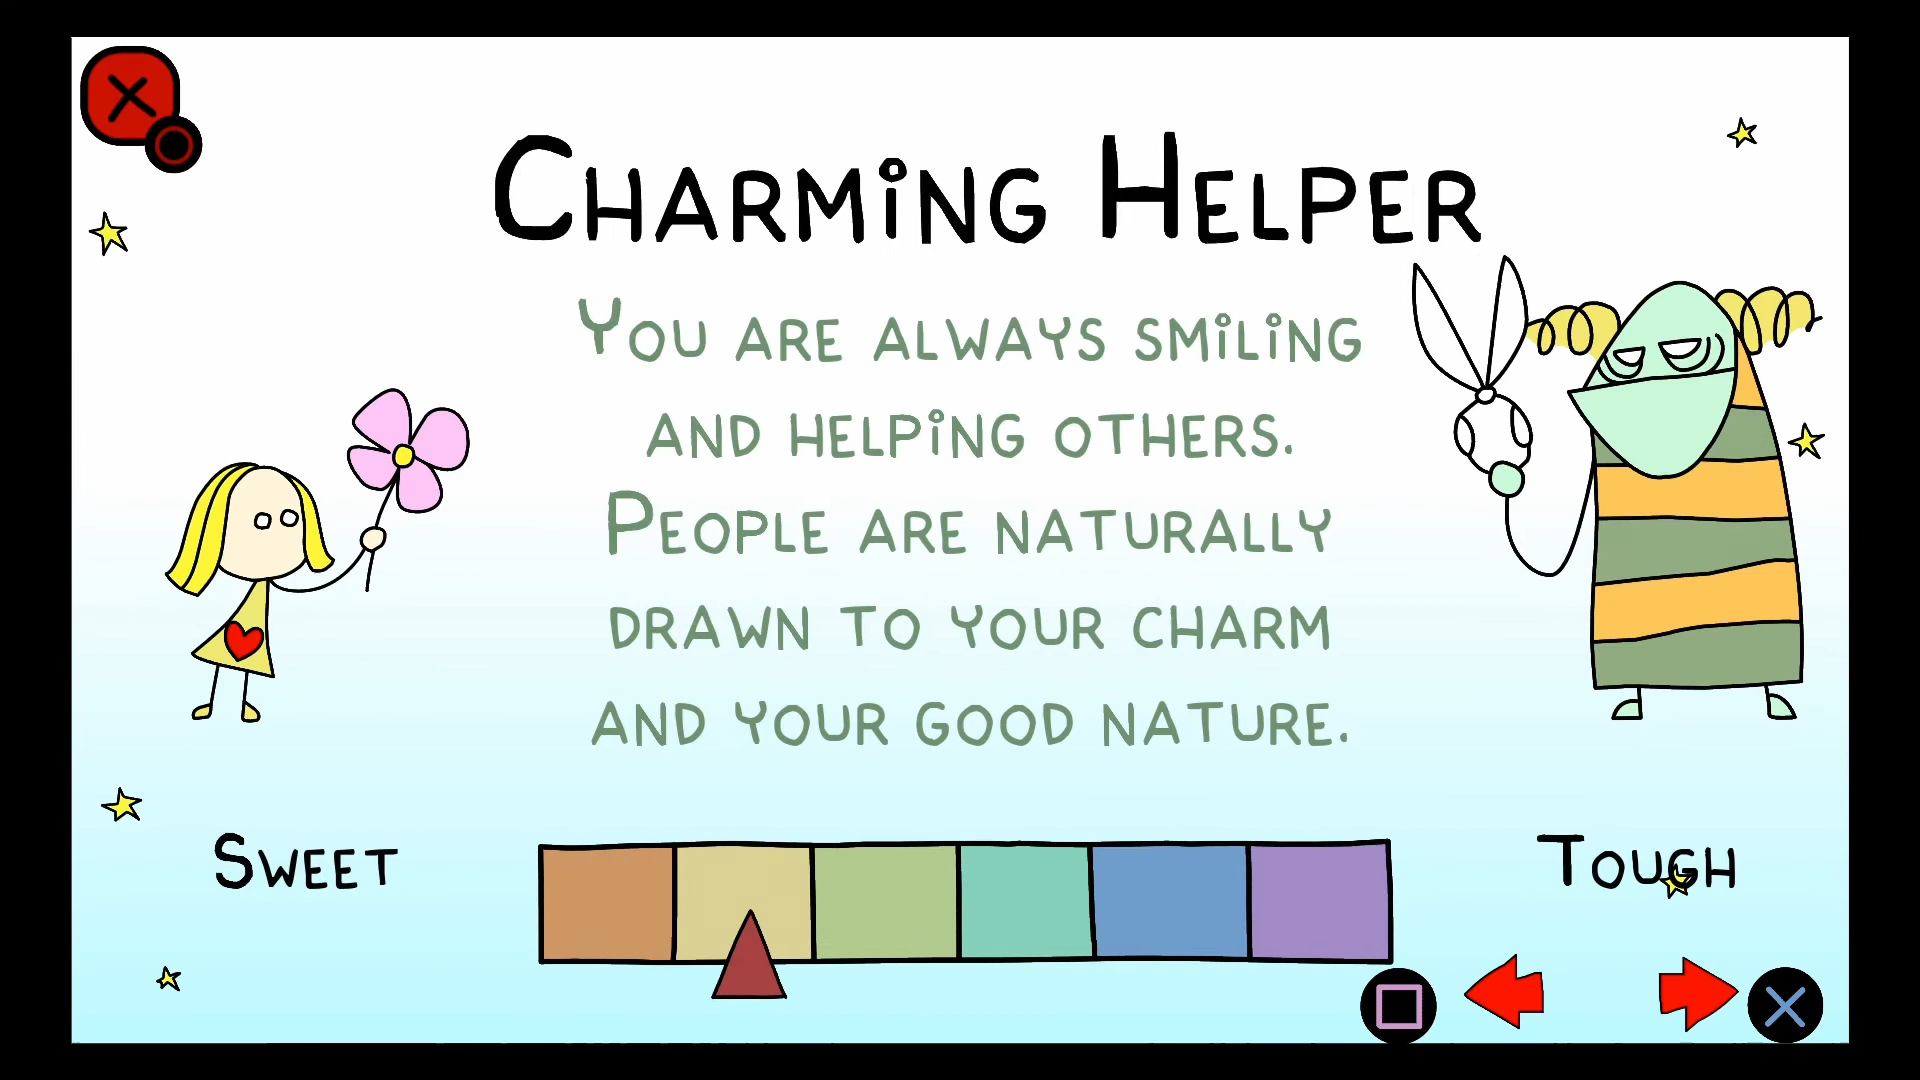 Charming Helper
You are always smiling
and helping others.
People are naturally
drawn to your charm
and your good nature.
Sweet
Tough